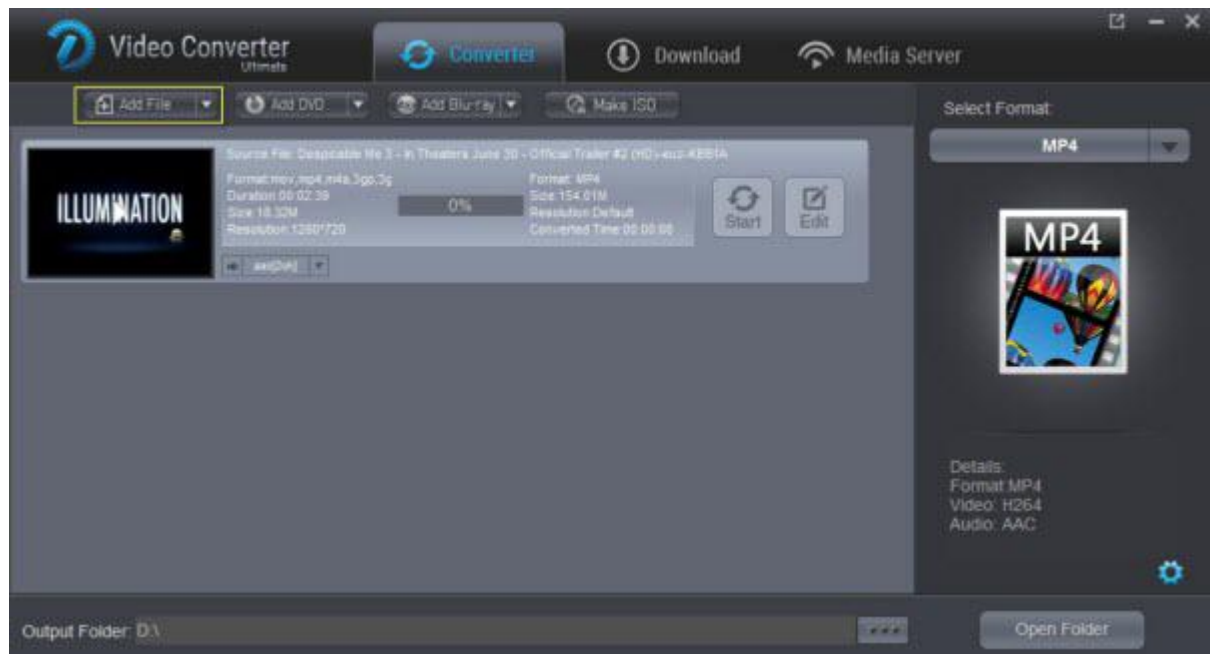 Video Converter
Ultimate
Converter
Download
Media Server
Add File
Add DVD
Add Blu-ray
Make ISO
Select Format:
MP4
ILLUMINATION
Source File: Despicable Me 3 - In Theaters June 30 - Official Trailer #2 (HD)-
Format:mov,mp4,m4a,3gp,3g
Duration:00:02:39
Size:18.32M
Resolution:1280*720
0%
Format: MP4
Size:154.01M
Resolution:Default
Converted Time:00:00:00
Start
Edit
MP4
Details:
Format:MP4
Video: H264
Audio: AAC
Output Folder: D:\
Open Folder